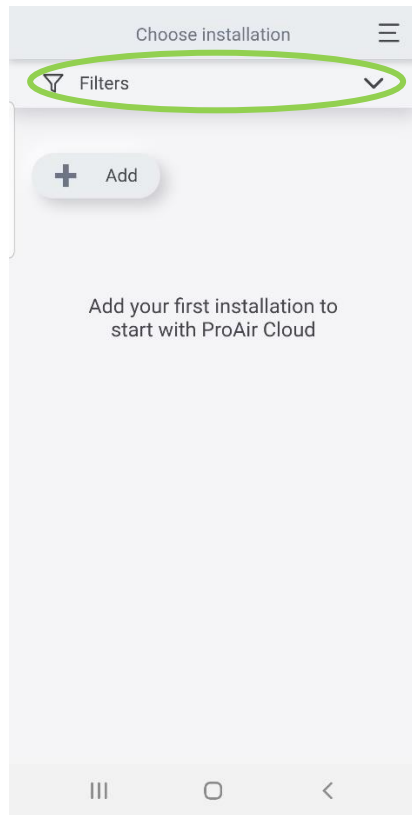 Choose installation
Filters
Add
Add your first installation to
start with ProAir Cloud